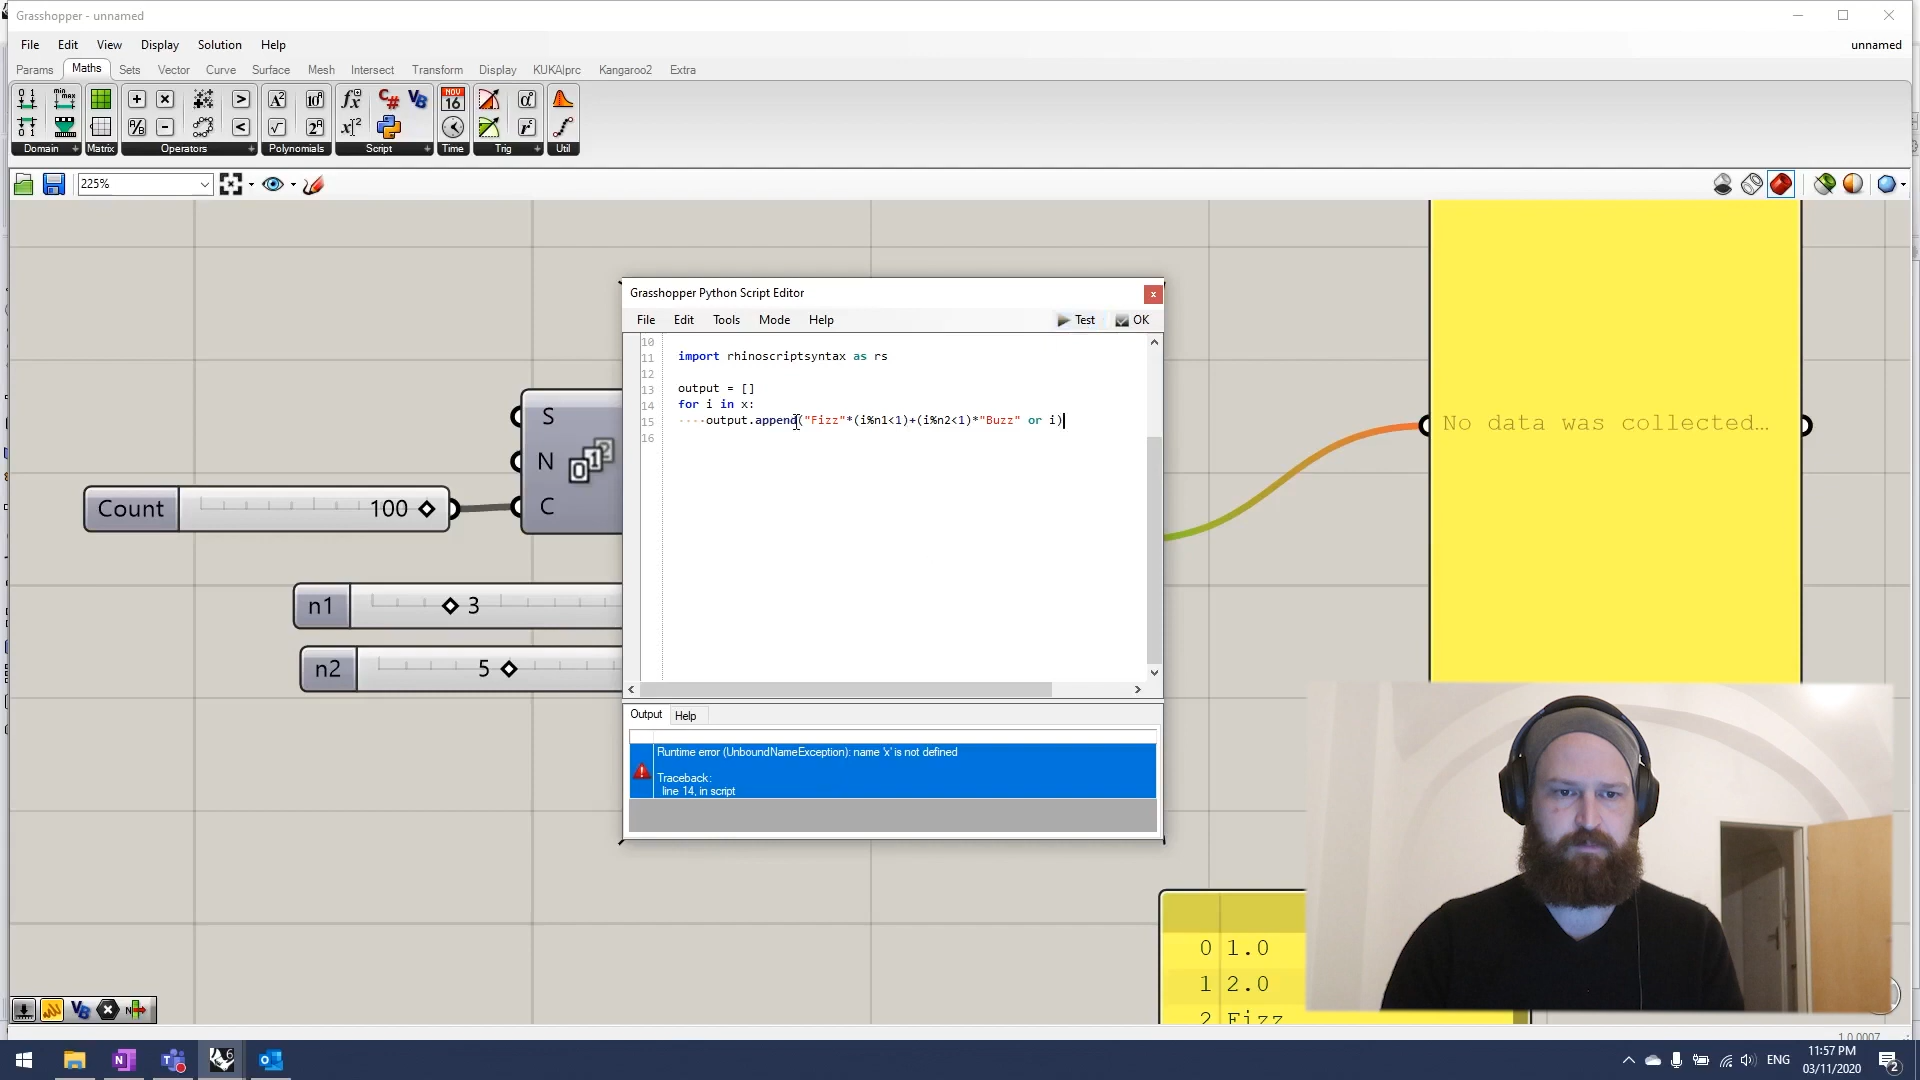 Grasshopper - unnamed
File Edit View Display Solution Help
unnamed
Params Maths Sets Vector Curve Surface Mesh Intersect Transform Display KUKA|prc Kangaroo2 Extra
Domain Matrix Operators Polynomials Script Time Trig Util
225%
Grasshopper Python Script Editor
File Edit Tools Mode Help
Test OK
10
11 import rhinoscriptsyntax as rs
12
13 output = []
14 for i in x:
15 ····output.append("Fizz"*(i%n1<1)+(i%n2<1)*"Buzz" or i)
16
No data was collected…
S
N
C
Count 100
n1 3
n2 5
Output Help
Runtime error (UnboundNameException): name 'x' is not defined
Traceback:
line 14, in script
0 1.0
1 2.0
2 Fizz
1.0.0007
ENG
11:57 PM
03/11/2020
2